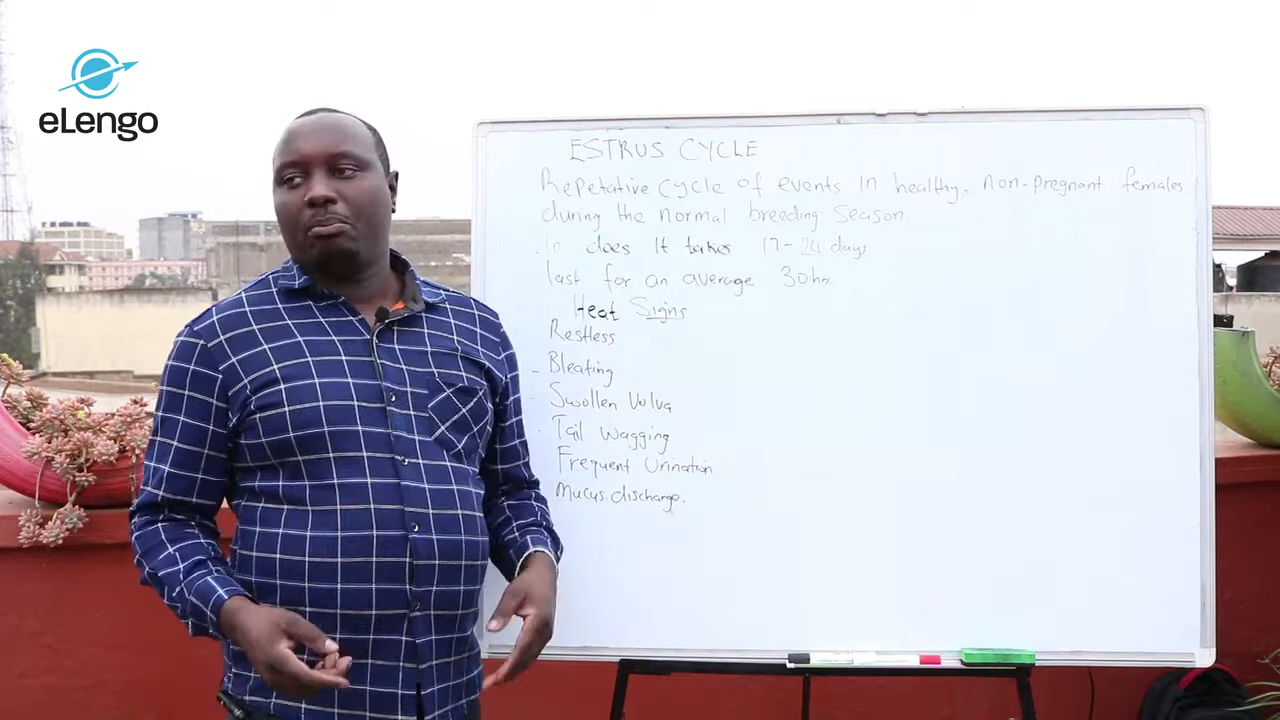 eLengo
ESTRUS CYCLE
Repetative cycle of events in healthy, non-pregnant females
during the normal breeding season.
In does It takes 17-24 days
last for an average 30hr.
Heat Signs
Restless
- Bleating
- Swollen Vulva
- Tail wagging
- Frequent Urination
Mucus discharge.